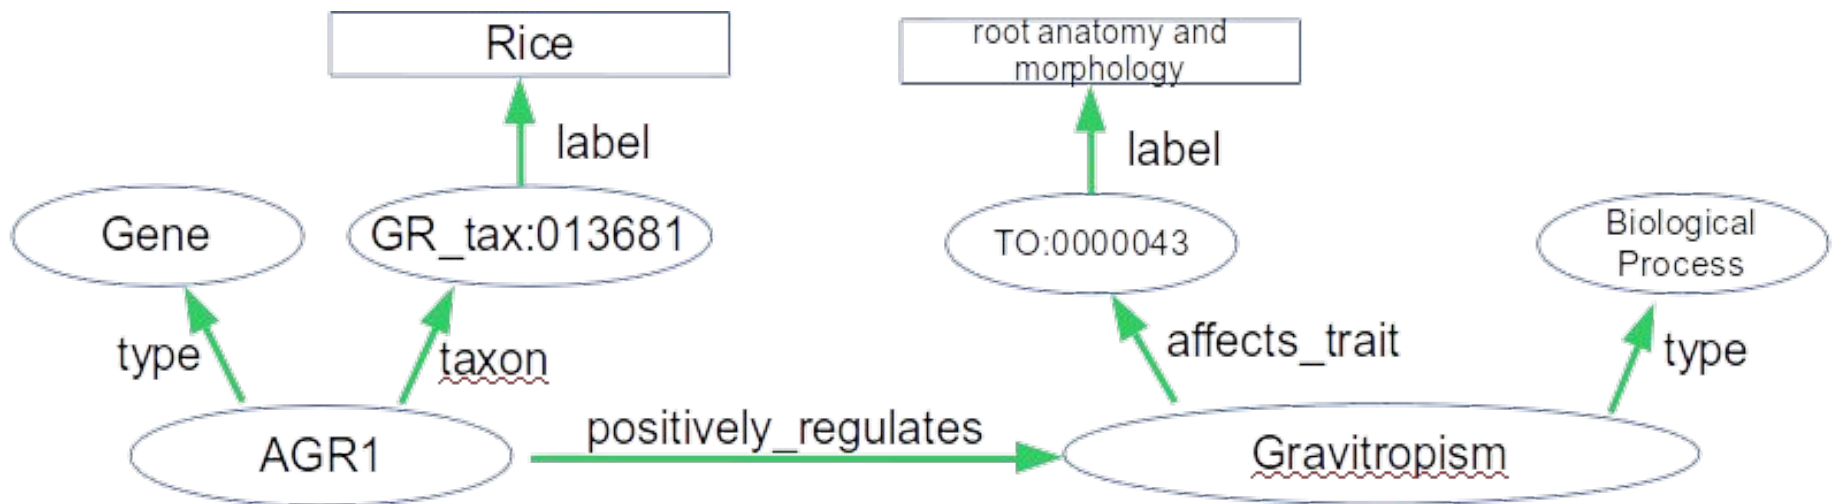 Rice
root anatomy and
morphology
label
label
Gene
GR_tax:013681
TO:0000043
Biological
Process
type
taxon
affects_trait
type
AGR1
positively_regulates
Gravitropism